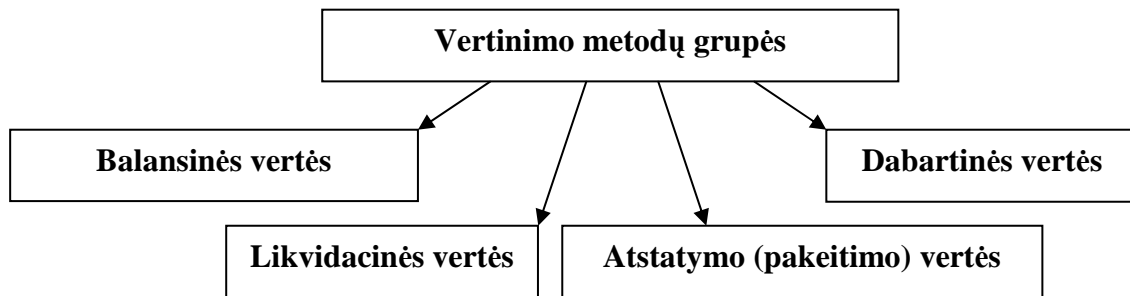 Vertinimo metodų grupės
Balansinės vertės
Dabartinės vertės
Likvidacinės vertės
Atstatymo (pakeitimo) vertės